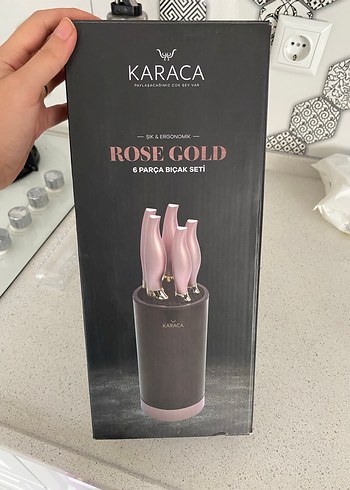 KARACA
PAYLAŞACAĞIMIZ ÇOK ŞEY VAR
ŞIK & ERGONOMİK
ROSE GOLD
6 PARÇA BIÇAK SETİ
KARACA